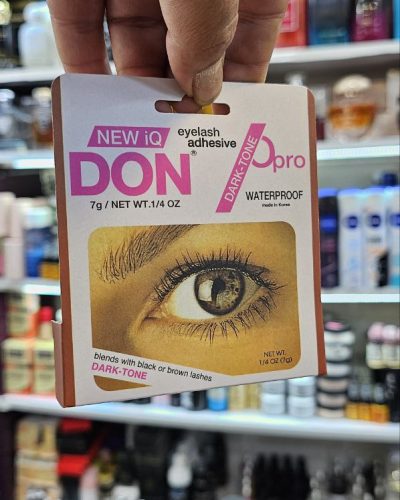 NEW iQ
eyelash
adhesive
DON®
DARK-TONE
pro
7g / NET WT.1/4 OZ
WATERPROOF
made in Korea
blends with black or brown lashes
DARK-TONE
NET WT.
1/4 OZ (7g)